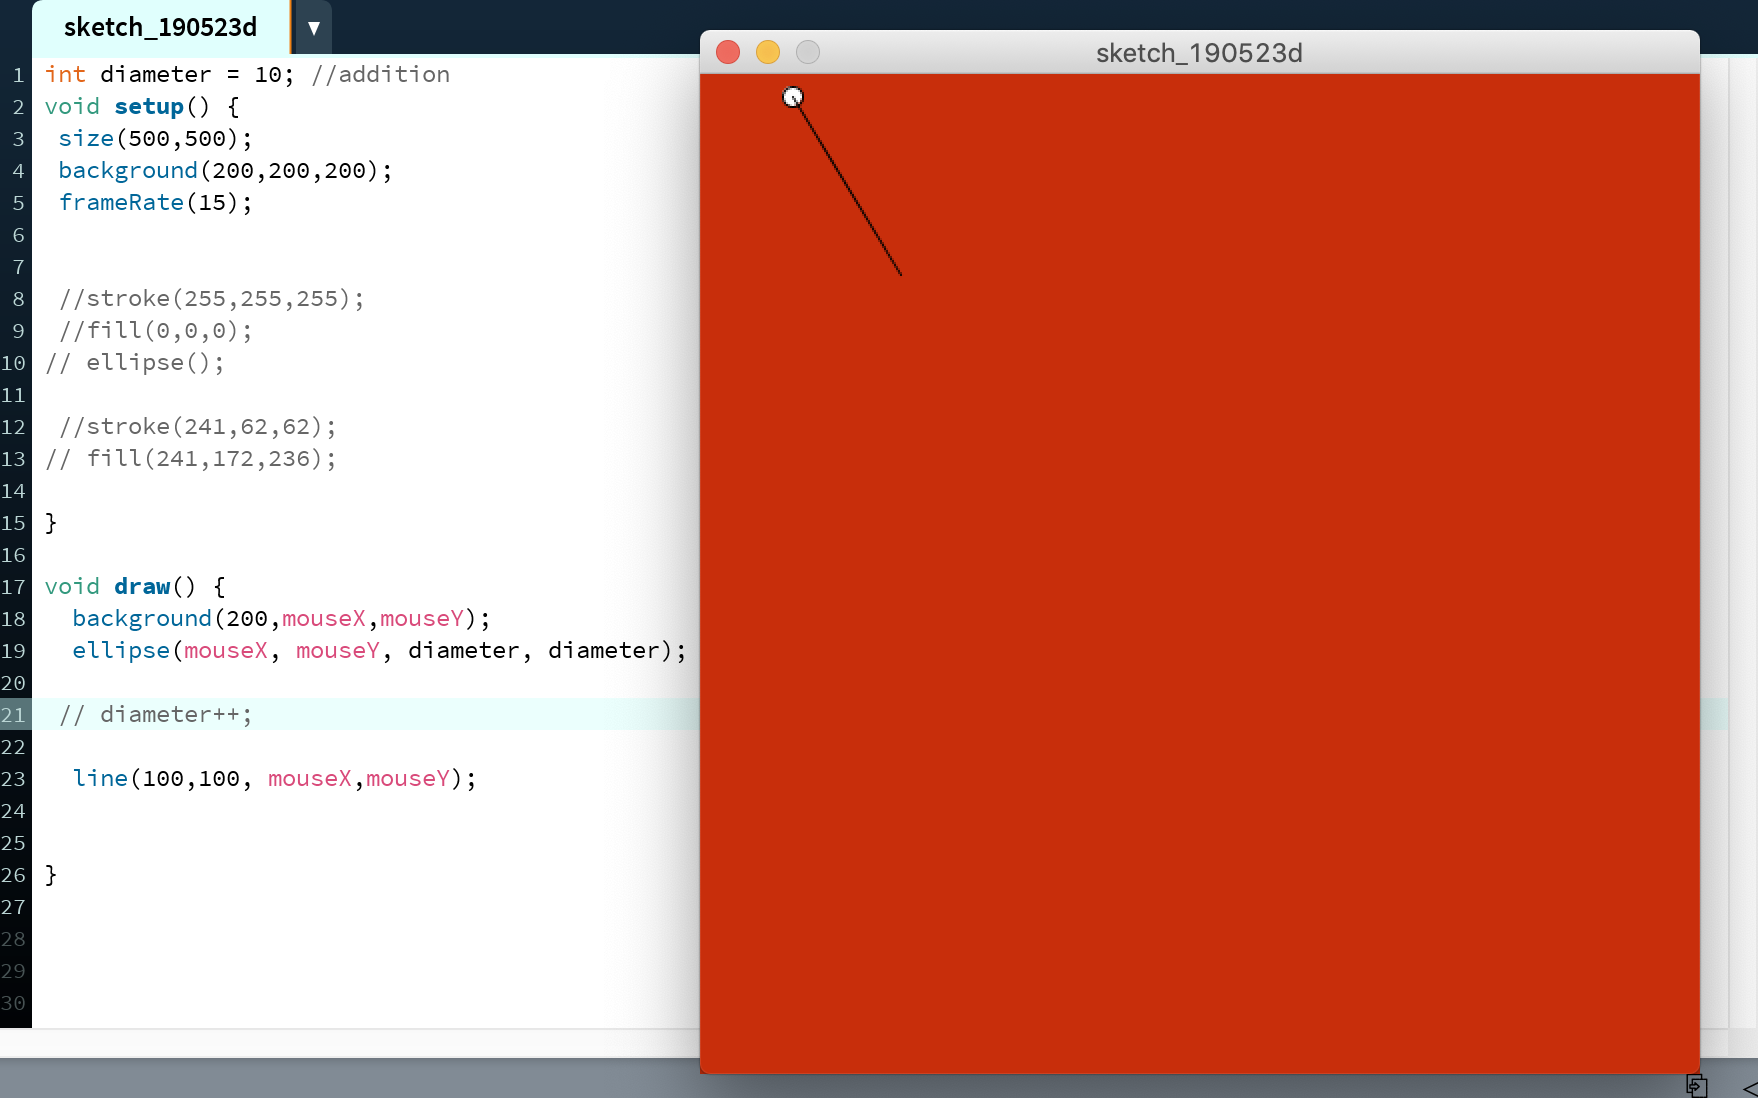 sketch_190523d ▼
sketch_190523d
1 int diameter = 10; //addition
2 void setup() {
3 size(500,500);
4 background(200,200,200);
5 frameRate(15);
6
7
8 //stroke(255,255,255);
9 //fill(0,0,0);
10 // ellipse();
11
12 //stroke(241,62,62);
13 // fill(241,172,236);
14
15 }
16
17 void draw() {
18 background(200,mouseX,mouseY);
19 ellipse(mouseX, mouseY, diameter, diameter);
20
21 // diameter++;
22
23 line(100,100, mouseX,mouseY);
24
25
26 }
27
28
29
30